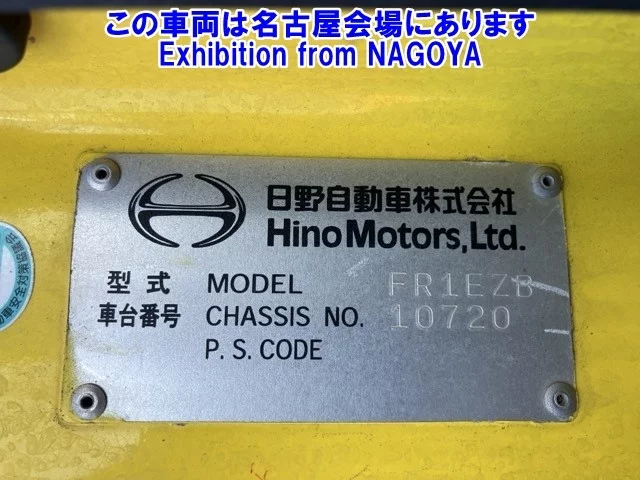 この車両は名古屋会場にあります
Exhibition from NAGOYA
日野自動車株式会社
Hino Motors, Ltd.
型式 MODEL FR1EZB
車台番号 CHASSIS NO. 10720
P. S. CODE